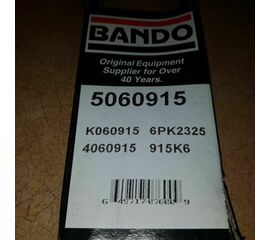 BANDO
Original Equipment
Supplier for Over
40 Years.
5060915
K060915 6PK2325
4060915 915K6